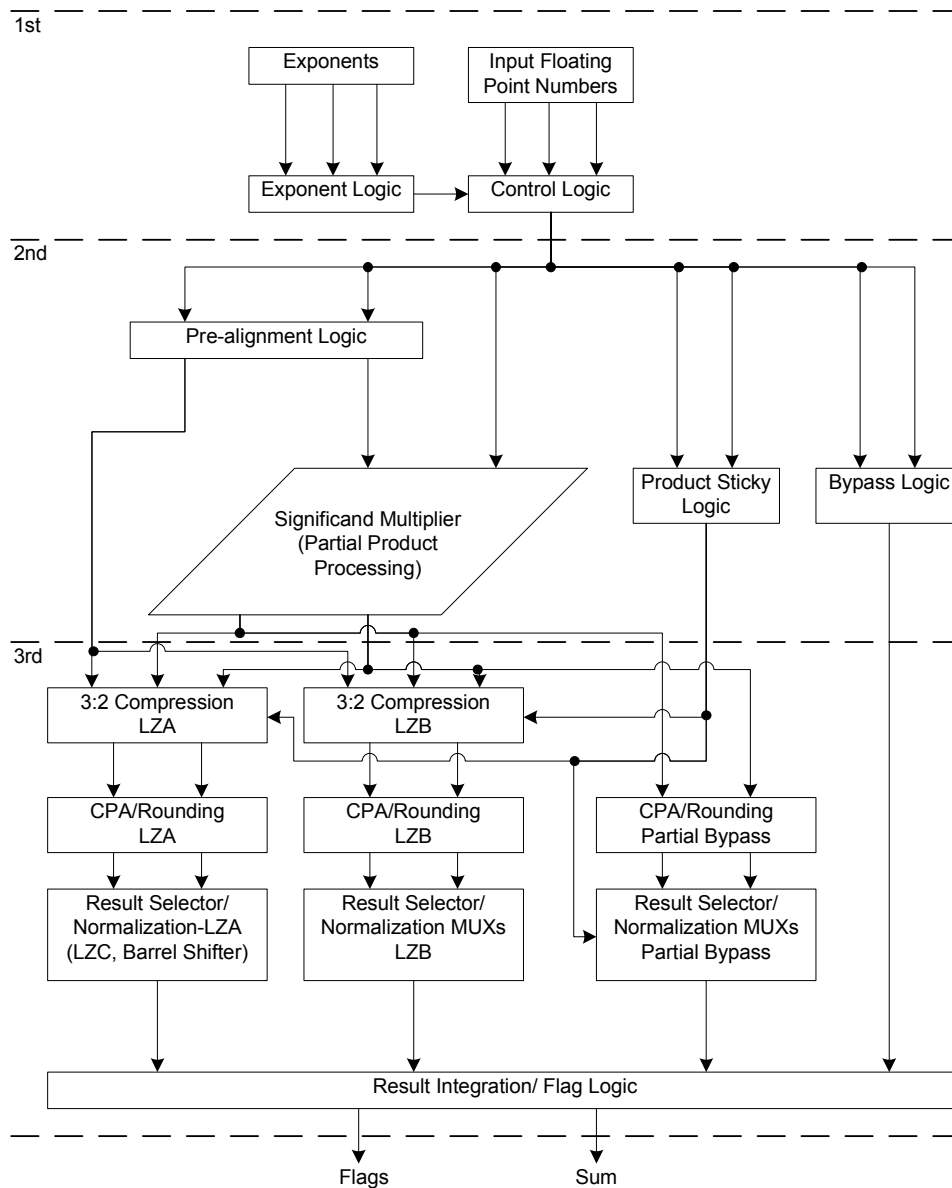 1st
Exponents
Input Floating
Point Numbers
Exponent Logic
Control Logic
2nd
Pre-alignment Logic
Significand Multiplier
(Partial Product
Processing)
Product Sticky
Logic
Bypass Logic
3rd
3:2 Compression
LZA
3:2 Compression
LZB
CPA/Rounding
LZA
CPA/Rounding
LZB
CPA/Rounding
Partial Bypass
Result Selector/
Normalization-LZA
(LZC, Barrel Shifter)
Result Selector/
Normalization MUXs
LZB
Result Selector/
Normalization MUXs
Partial Bypass
Result Integration/ Flag Logic
Flags
Sum